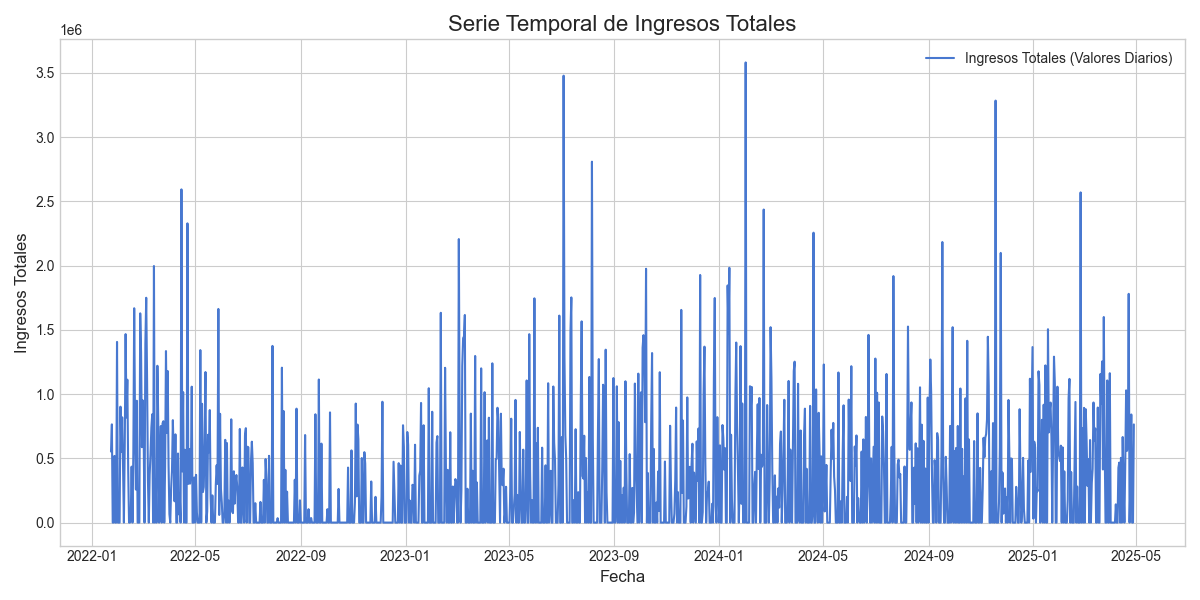 Serie Temporal de Ingresos Totales
1e6
Ingresos Totales (Valores Diarios)
3.5
3.0
2.5
2.0
1.5
1.0
0.5
0.0
Ingresos Totales
2022-01 2022-05 2022-09 2023-01 2023-05 2023-09 2024-01 2024-05 2024-09 2025-01 2025-05
Fecha